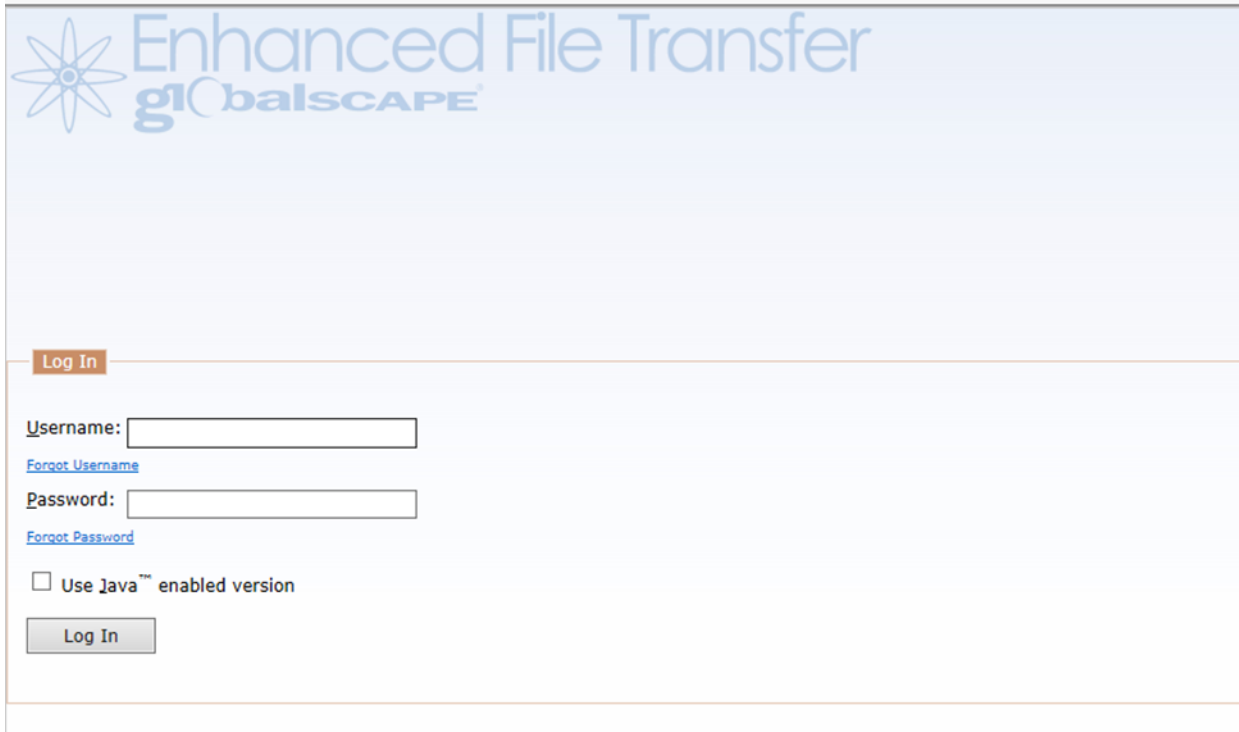 Enhanced File Transfer
globalSCAPE®
Log In
Username:
Forgot Username
Password:
Forgot Password
Use Java™ enabled version
Log In